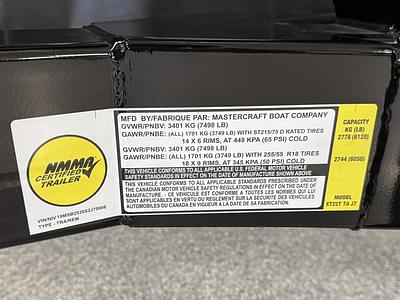 NMMA
CERTIFIED
TRAILER
TYPE - TRA/REM
MFD BY/FABRIQUE PAR: MASTERCRAFT BOAT COMPANY
GVWR/PNBV: 3401 KG (7498 LB)
GAWR/PNBE: (ALL) 1701 KG (3749 LB) WITH ST215/75 D RATED TIRES
14 X 6 RIMS, AT 448 KPA (65 PSI) COLD
GVWR/PNBV: 3401 KG (7498 LB)
GAWR/PNBE: (ALL) 1701 KG (3749 LB) WITH 255/55 R18 TIRES
18 X 9 RIMS, AT 345 KPA (50 PSI) COLD
THIS VEHICLE CONFORMS TO ALL APPLICABLE U.S. FEDERAL MOTOR VEHICLE
SAFETY STANDARDS IN EFFECT ON THE DATE OF MANUFACTURE SHOWN ABOVE
THIS VEHICLE CONFORMS TO ALL APPLICABLE STANDARDS PRESCRIBED UNDER
THE CANADIAN MOTOR VEHICLE SAFETY REGULATIONS IN EFFECT ON THE DATE OF
MANUFACTURE - CE VEHICULE EST CONFORME A TOUTES LES NORMES QUI LUI
SONT APPLICABLES EN VERTU DU REGLEMENT SUR LA SECURITE DES VEHICULES
AUTOMOBILES DU CANADA EN VIGUEUR A LA DATE DE SA FABRICATION
CAPACITY
KG (LB)
2776 (6120)
2744 (6050)
MODEL
XT22T TA J7